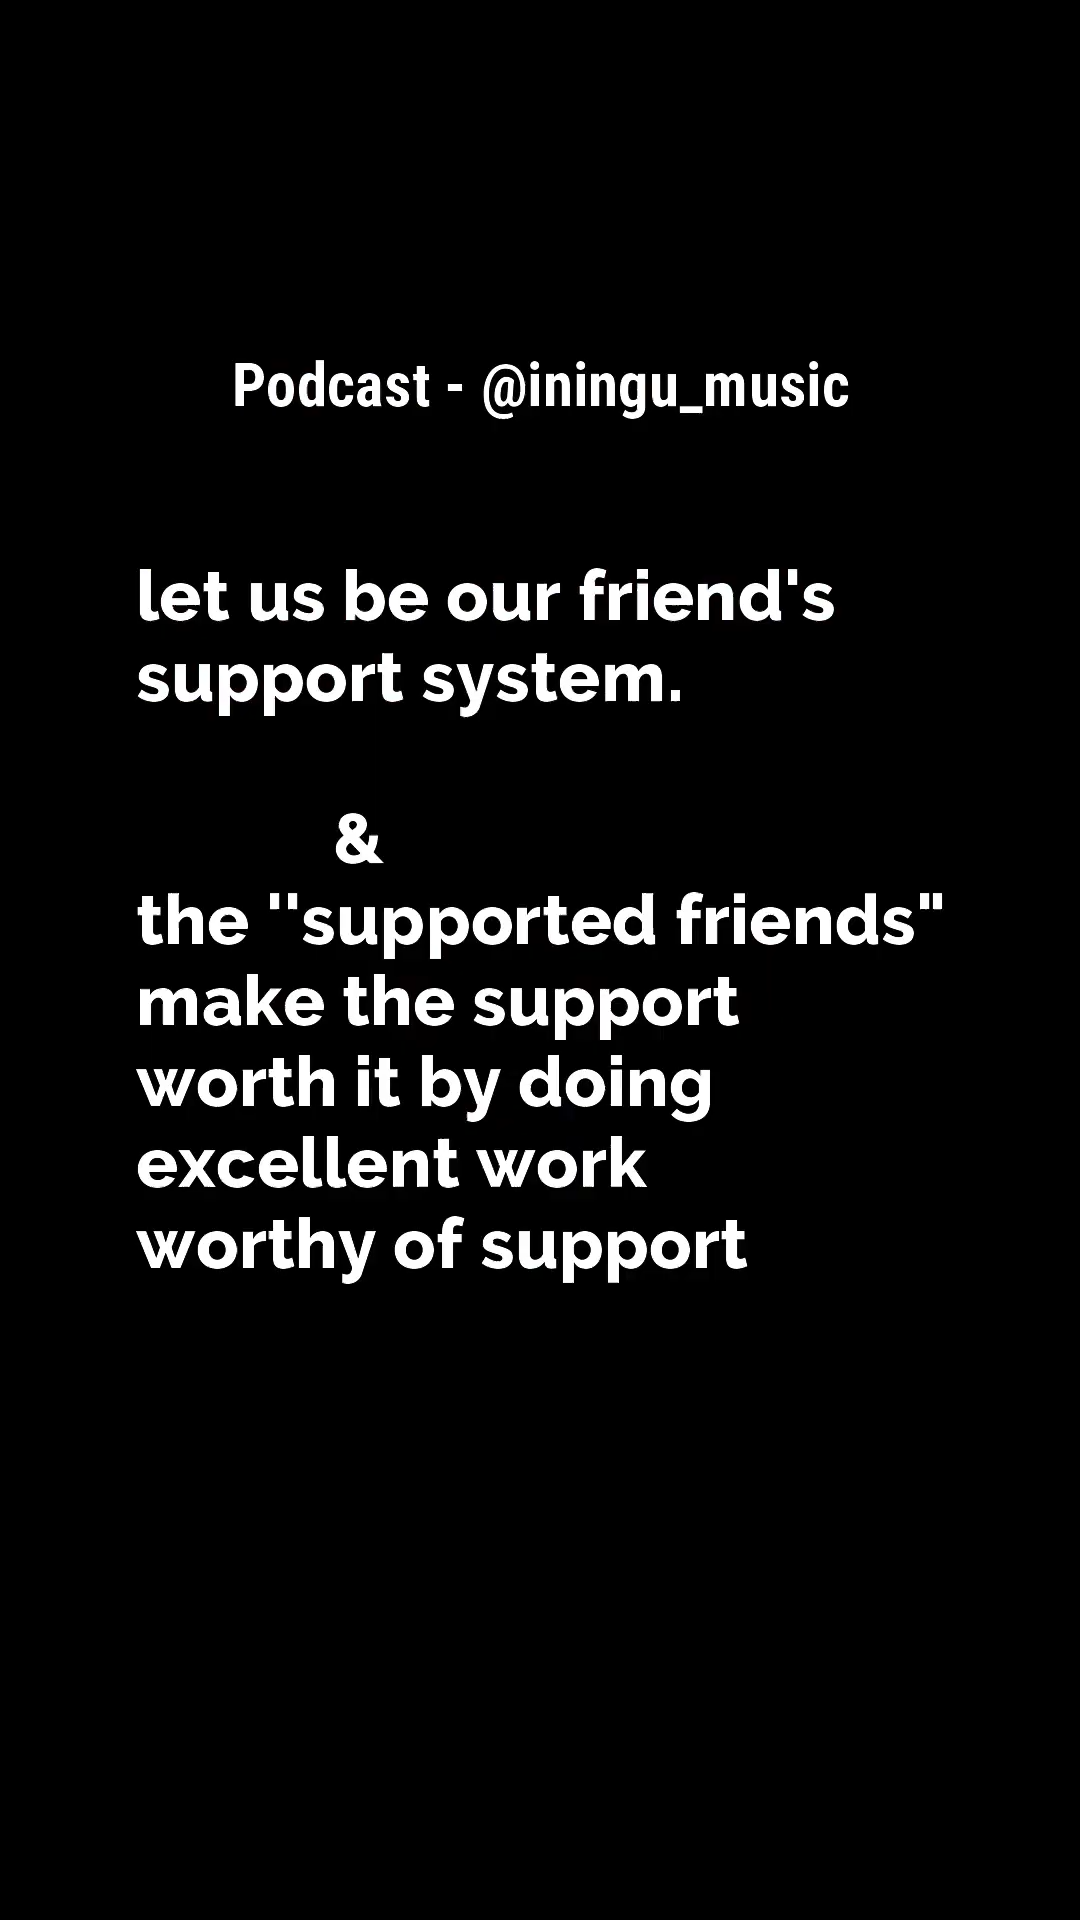 Podcast - @iningu_music
let us be our friend's
support system.
&
the ''supported friends"
make the support
worth it by doing
excellent work
worthy of support